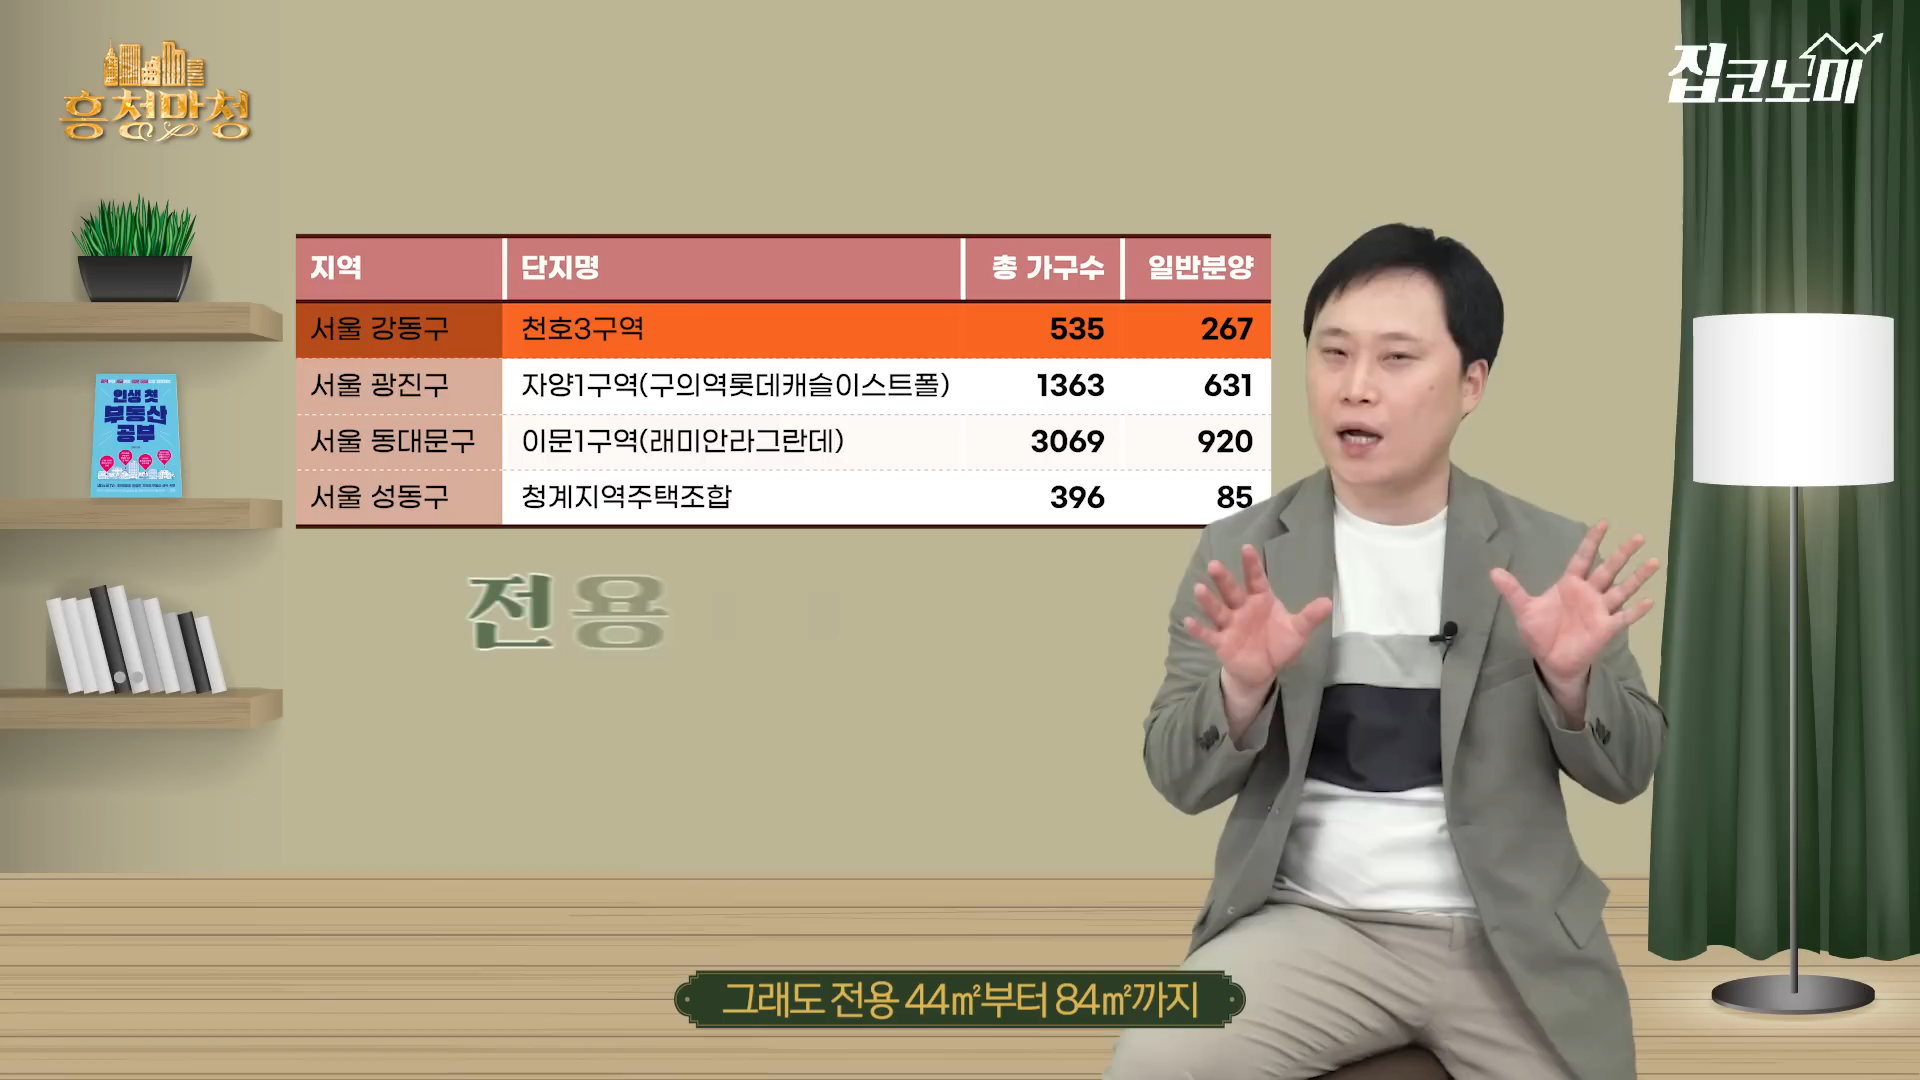 흥청망청
집코노미
지역 단지명 총 가구수 일반분양
서울 강동구 천호3구역 535 267
서울 광진구 자양1구역(구의역롯데캐슬이스트폴) 1363 631
서울 동대문구 이문1구역(래미안라그란데) 3069 920
서울 성동구 청계지역주택조합 396 85
인생 첫
부동산
공부
전용
그래도 전용 44㎡부터 84㎡까지